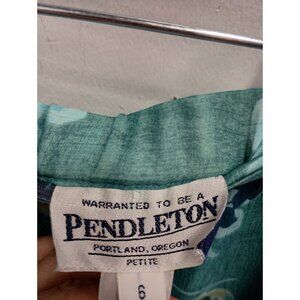 WARRANTED TO BE A
PENDLETON
PORTLAND, OREGON
PETITE
6